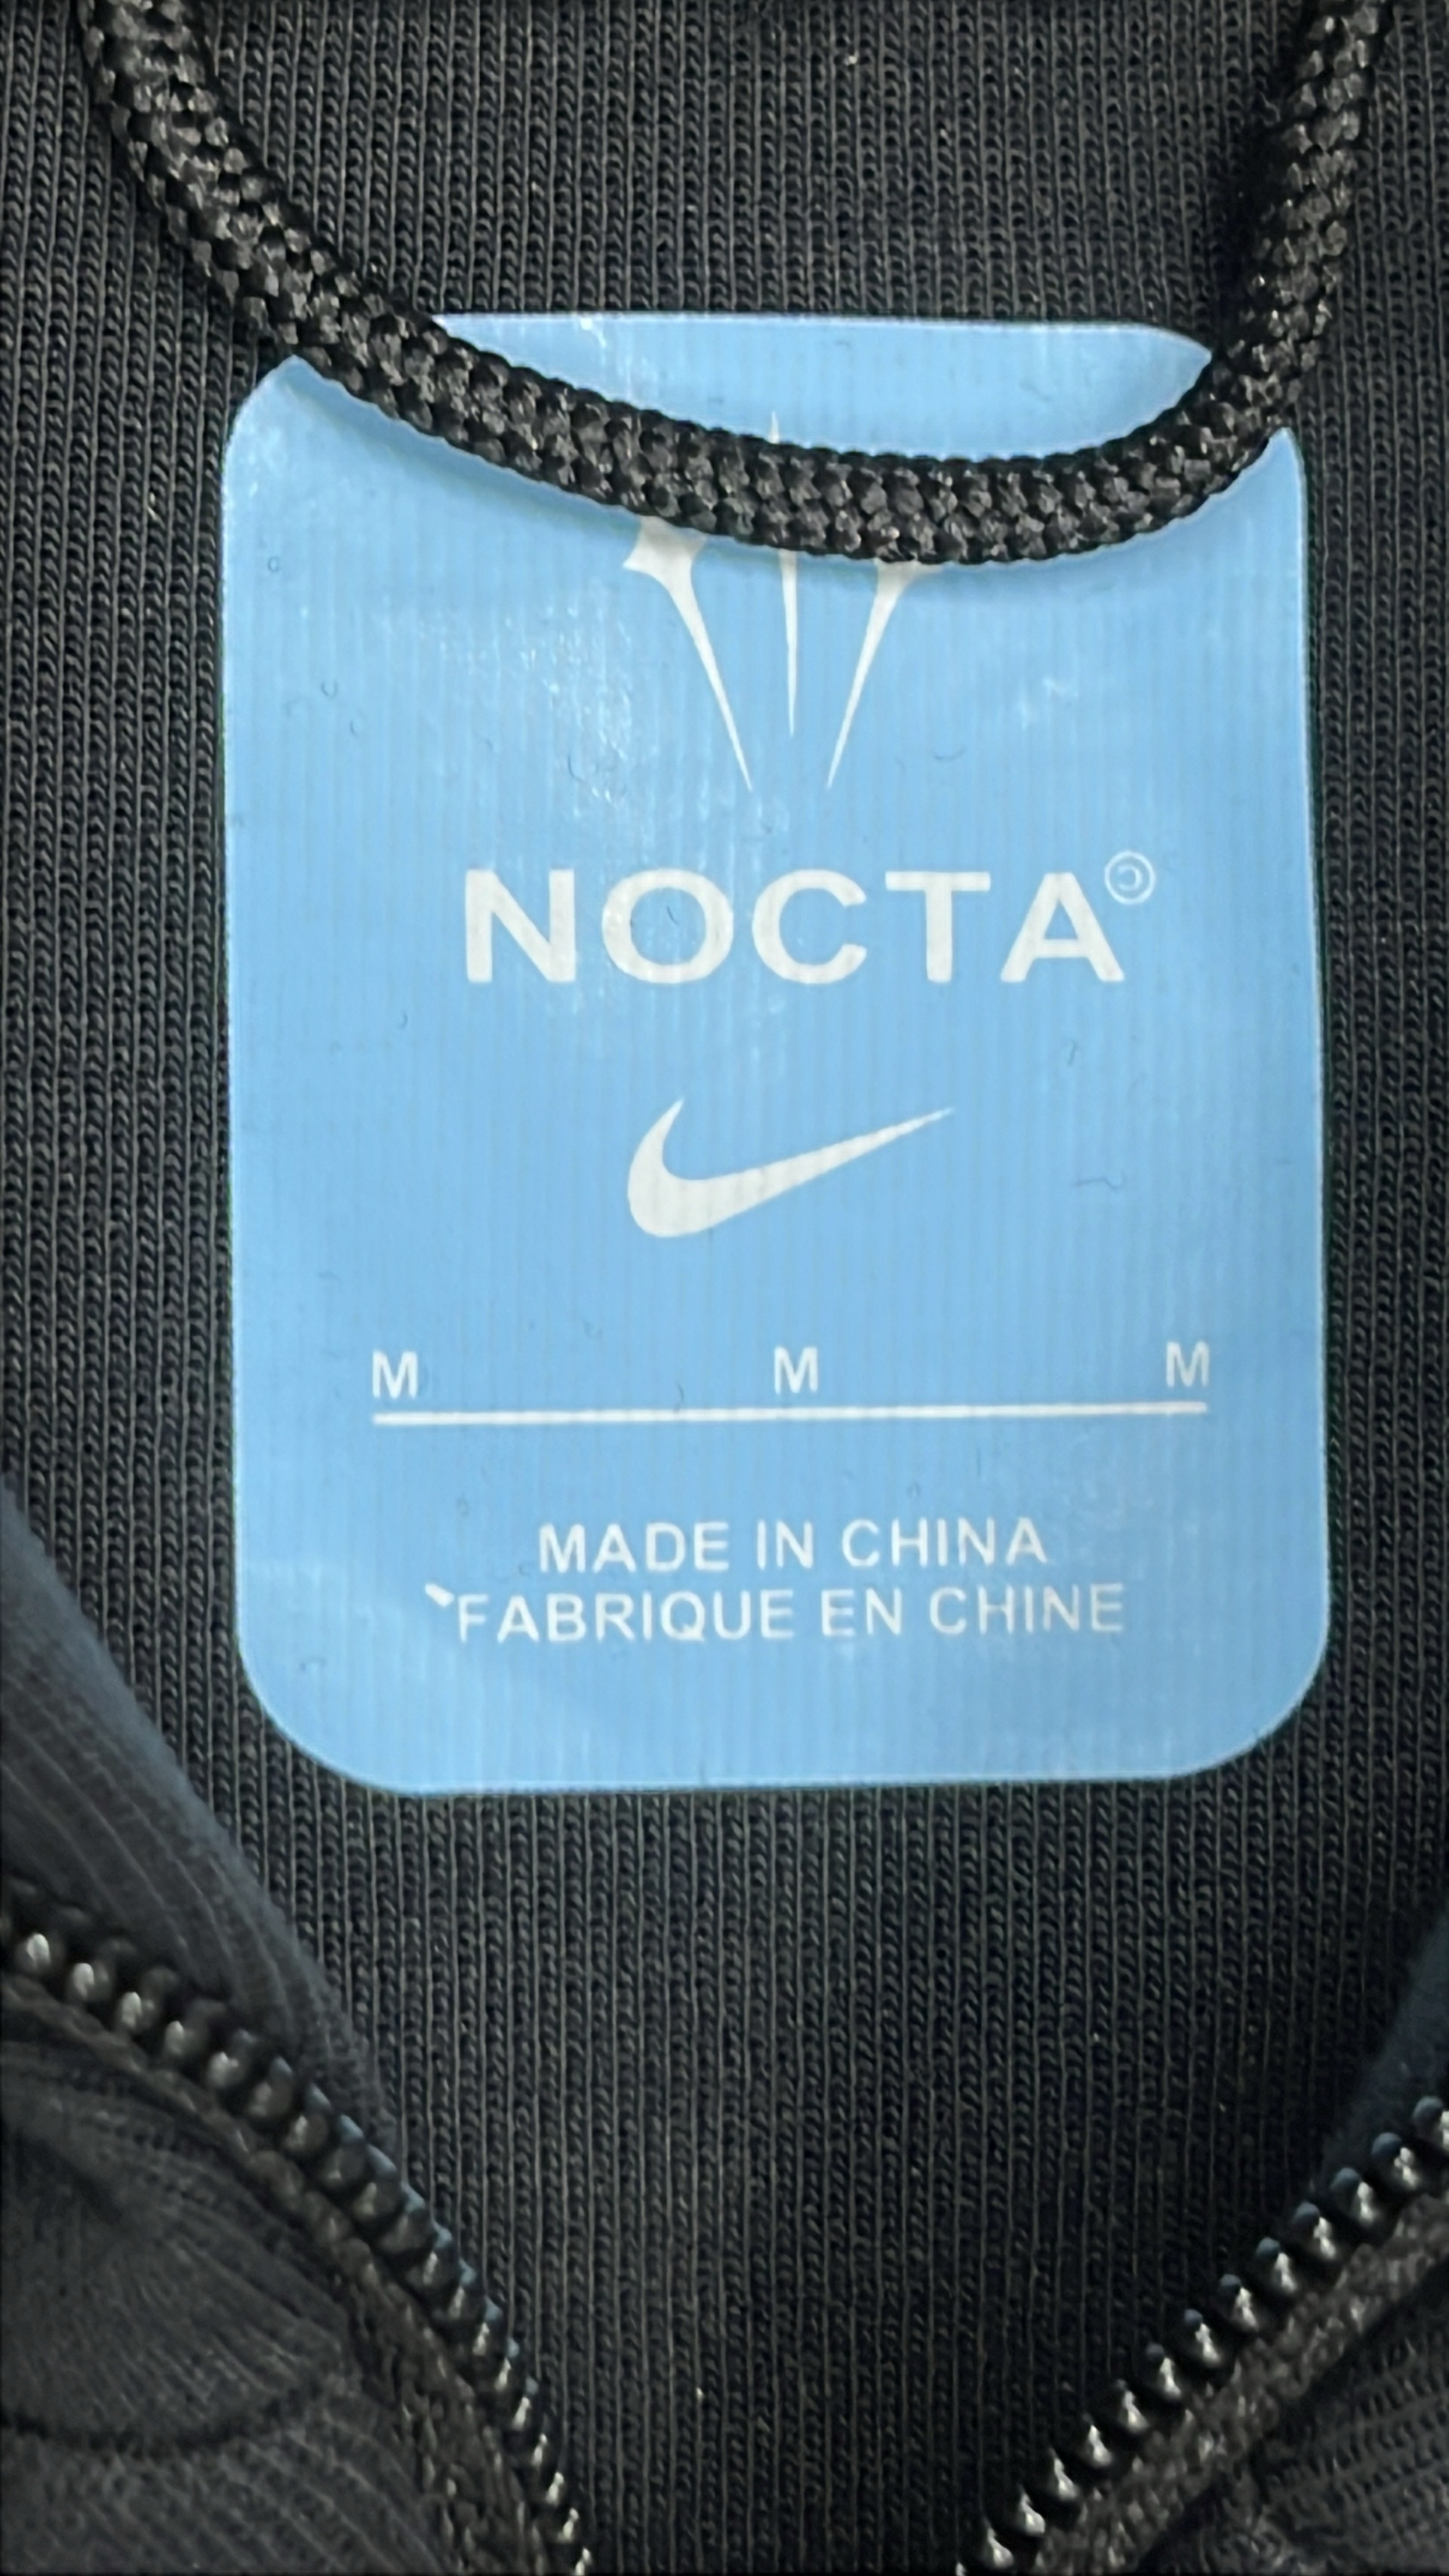 NOCTA©
M M M
MADE IN CHINA
FABRIQUE EN CHINE